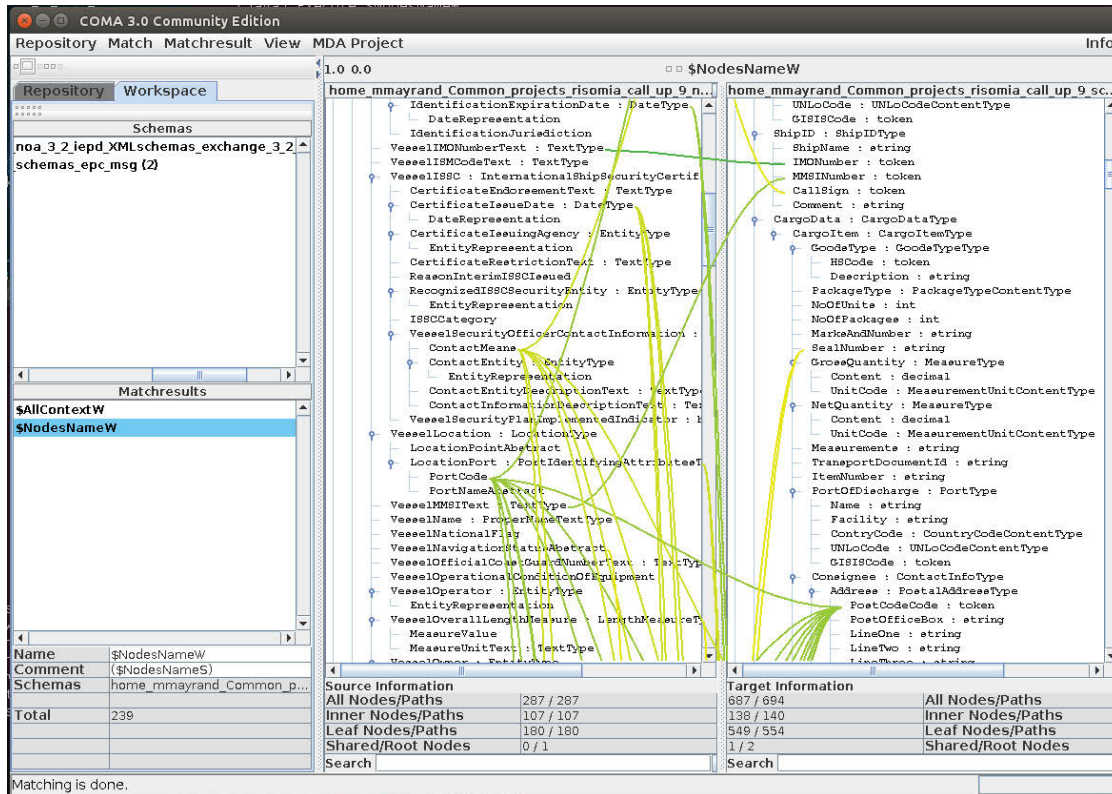 COMA 3.0 Community Edition
Repository Match Matchresult View MDA Project Info
1.0 0.0 $NodesNameW
Repository Workspace
Schemas
_noa_3_2_iepd_XMLschemas_exchange_3_2_
_schemas_epc_msg {2}
Matchresults
$AllContextW
$NodesNameW
Name $NodesNameW
Comment ($NodesNameS)
Schemas home_mmayrand_Common_p...
Total 239
home_mmayrand_Common_projects_risomia_call_up_9_n...
IdentificationExpirationDate : DateType
DateRepresentation
IdentificationJurisdiction
VesselIMONumberText : TextType
VesselISMCodeText : TextType
VesselISSC : InternationalShipSecurityCertif
CertificateEndorsementText : TextType
CertificateIssueDate : DateType
DateRepresentation
CertificateIssuingAgency : EntityType
EntityRepresentation
CertificateRestrictionText : TextType
ReasonInterimISSCIssued
RecognizedISSCSecurityEntity : EntityType
EntityRepresentation
ISSCCategory
VesselSecurityOfficerContactInformation :
ContactMeans
ContactEntity : EntityType
EntityRepresentation
ContactEntityDescriptionText : TextTyp
ContactInformationDescriptionText : Tex
VesselSecurityPlanImplementedIndicator : b
VesselLocation : LocationType
LocationPointAbstract
LocationPort : PortIdentifyingAttributesT
PortCode
PortNameAbstract
VesselMMSIText : TextType
VesselName : ProperNameTextType
VesselNationalFlag
VesselNavigationStatusAbstract
VesselOfficialCoastGuardNumberText : TextTyp
VesselOperationalConditionOfEquipment
VesselOperator : EntityType
EntityRepresentation
VesselOverallLengthMeasure : LengthMeasureTy
MeasureValue
MeasureUnitText : TextType
VesselOwner : EntityType
Source Information
All Nodes/Paths 287 / 287
Inner Nodes/Paths 107 / 107
Leaf Nodes/Paths 180 / 180
Shared/Root Nodes 0 / 1
Search
home_mmayrand_Common_projects_risomia_call_up_9_sc...
UNLoCode : UNLoCodeContentType
GISISCode : token
ShipID : ShipIDType
ShipName : string
IMONumber : token
MMSINumber : token
CallSign : token
Comment : string
CargoData : CargoDataType
CargoItem : CargoItemType
GoodsType : GoodsTypeType
HSCode : token
Description : string
PackageType : PackageTypeContentType
NoOfUnits : int
NoOfPackages : int
MarksAndNumber : string
SealNumber : string
GrossQuantity : MeasureType
Content : decimal
UnitCode : MeasurementUnitContentType
NetQuantity : MeasureType
Content : decimal
UnitCode : MeasurementUnitContentType
Measurements : string
TransportDocumentId : string
ItemNumber : string
PortOfDischarge : PortType
Name : string
Facility : string
ContryCode : CountryCodeContentType
UNLoCode : UNLoCodeContentType
GISISCode : token
Consignee : ContactInfoType
Address : PostalAddressType
PostCodeCode : token
PostOfficeBox : string
LineOne : string
LineTwo : string
LineThree : string
Target Information
687 / 694 All Nodes/Paths
138 / 140 Inner Nodes/Paths
549 / 554 Leaf Nodes/Paths
1 / 2 Shared/Root Nodes
Search
Matching is done.